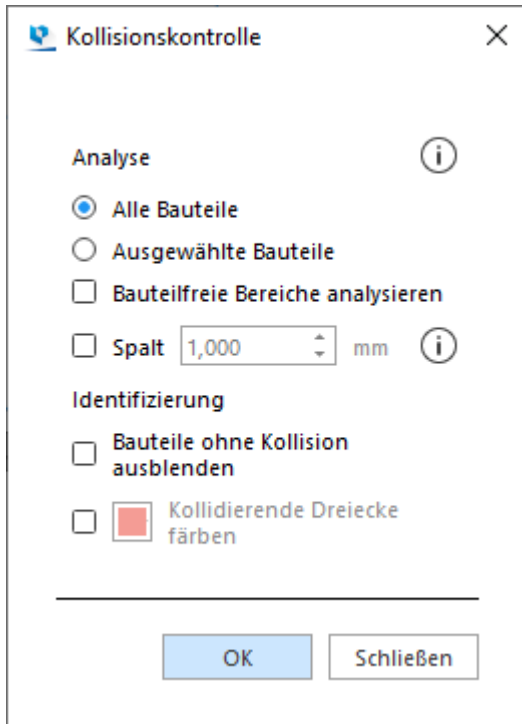 Kollisionskontrolle
Analyse
Alle Bauteile
Ausgewählte Bauteile
Bauteilfreie Bereiche analysieren
Spalt 1,000 mm
Identifizierung
Bauteile ohne Kollision
ausblenden
Kollidierende Dreiecke
färben
OK Schließen